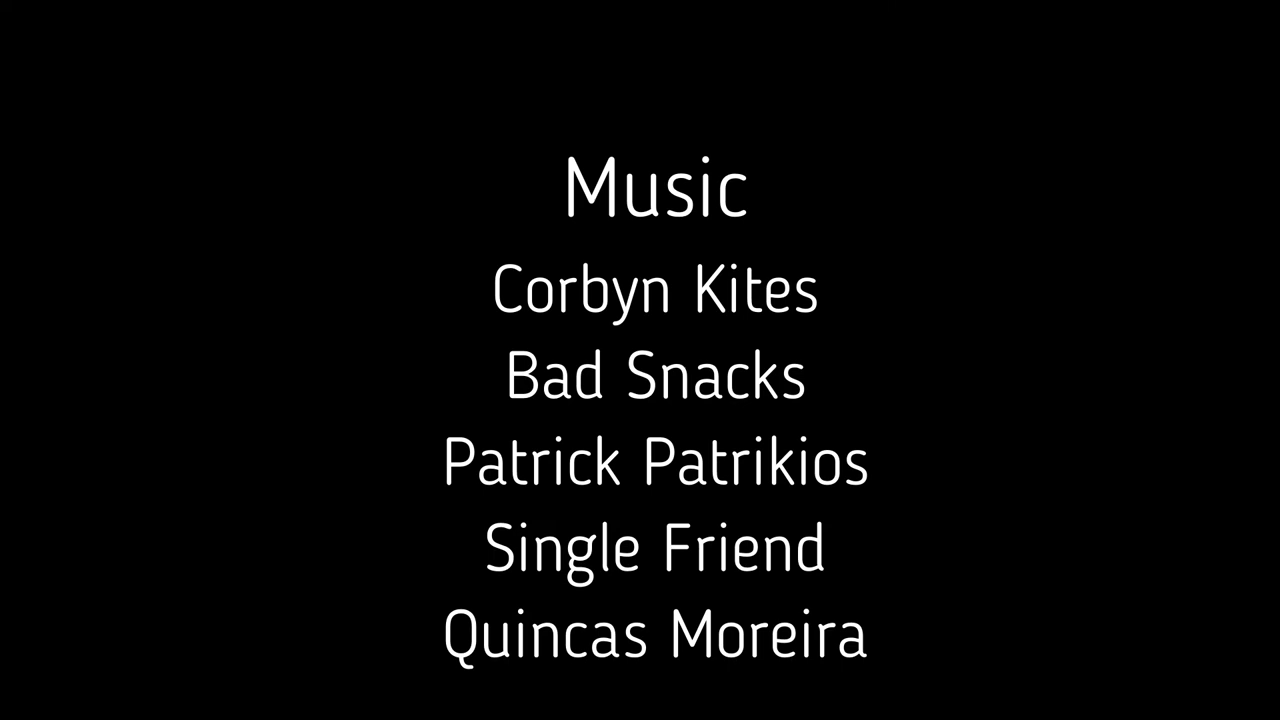 Music
Corbyn Kites
Bad Snacks
Patrick Patrikios
Single Friend
Quincas Moreira